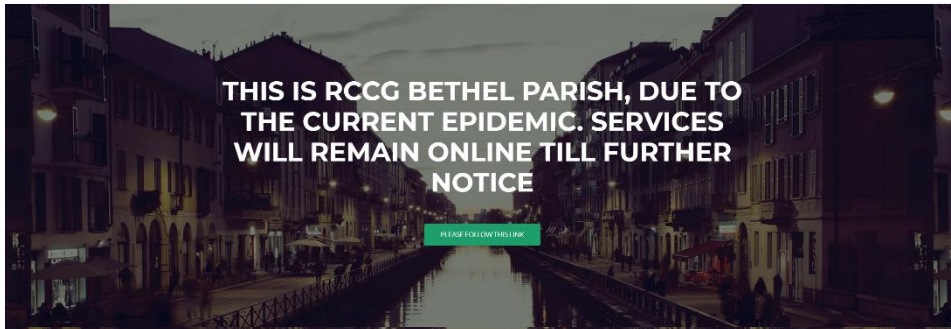 THIS IS RCCG BETHEL PARISH, DUE TO
THE CURRENT EPIDEMIC. SERVICES
WILL REMAIN ONLINE TILL FURTHER
NOTICE
PLEASE FOLLOW THIS LINK